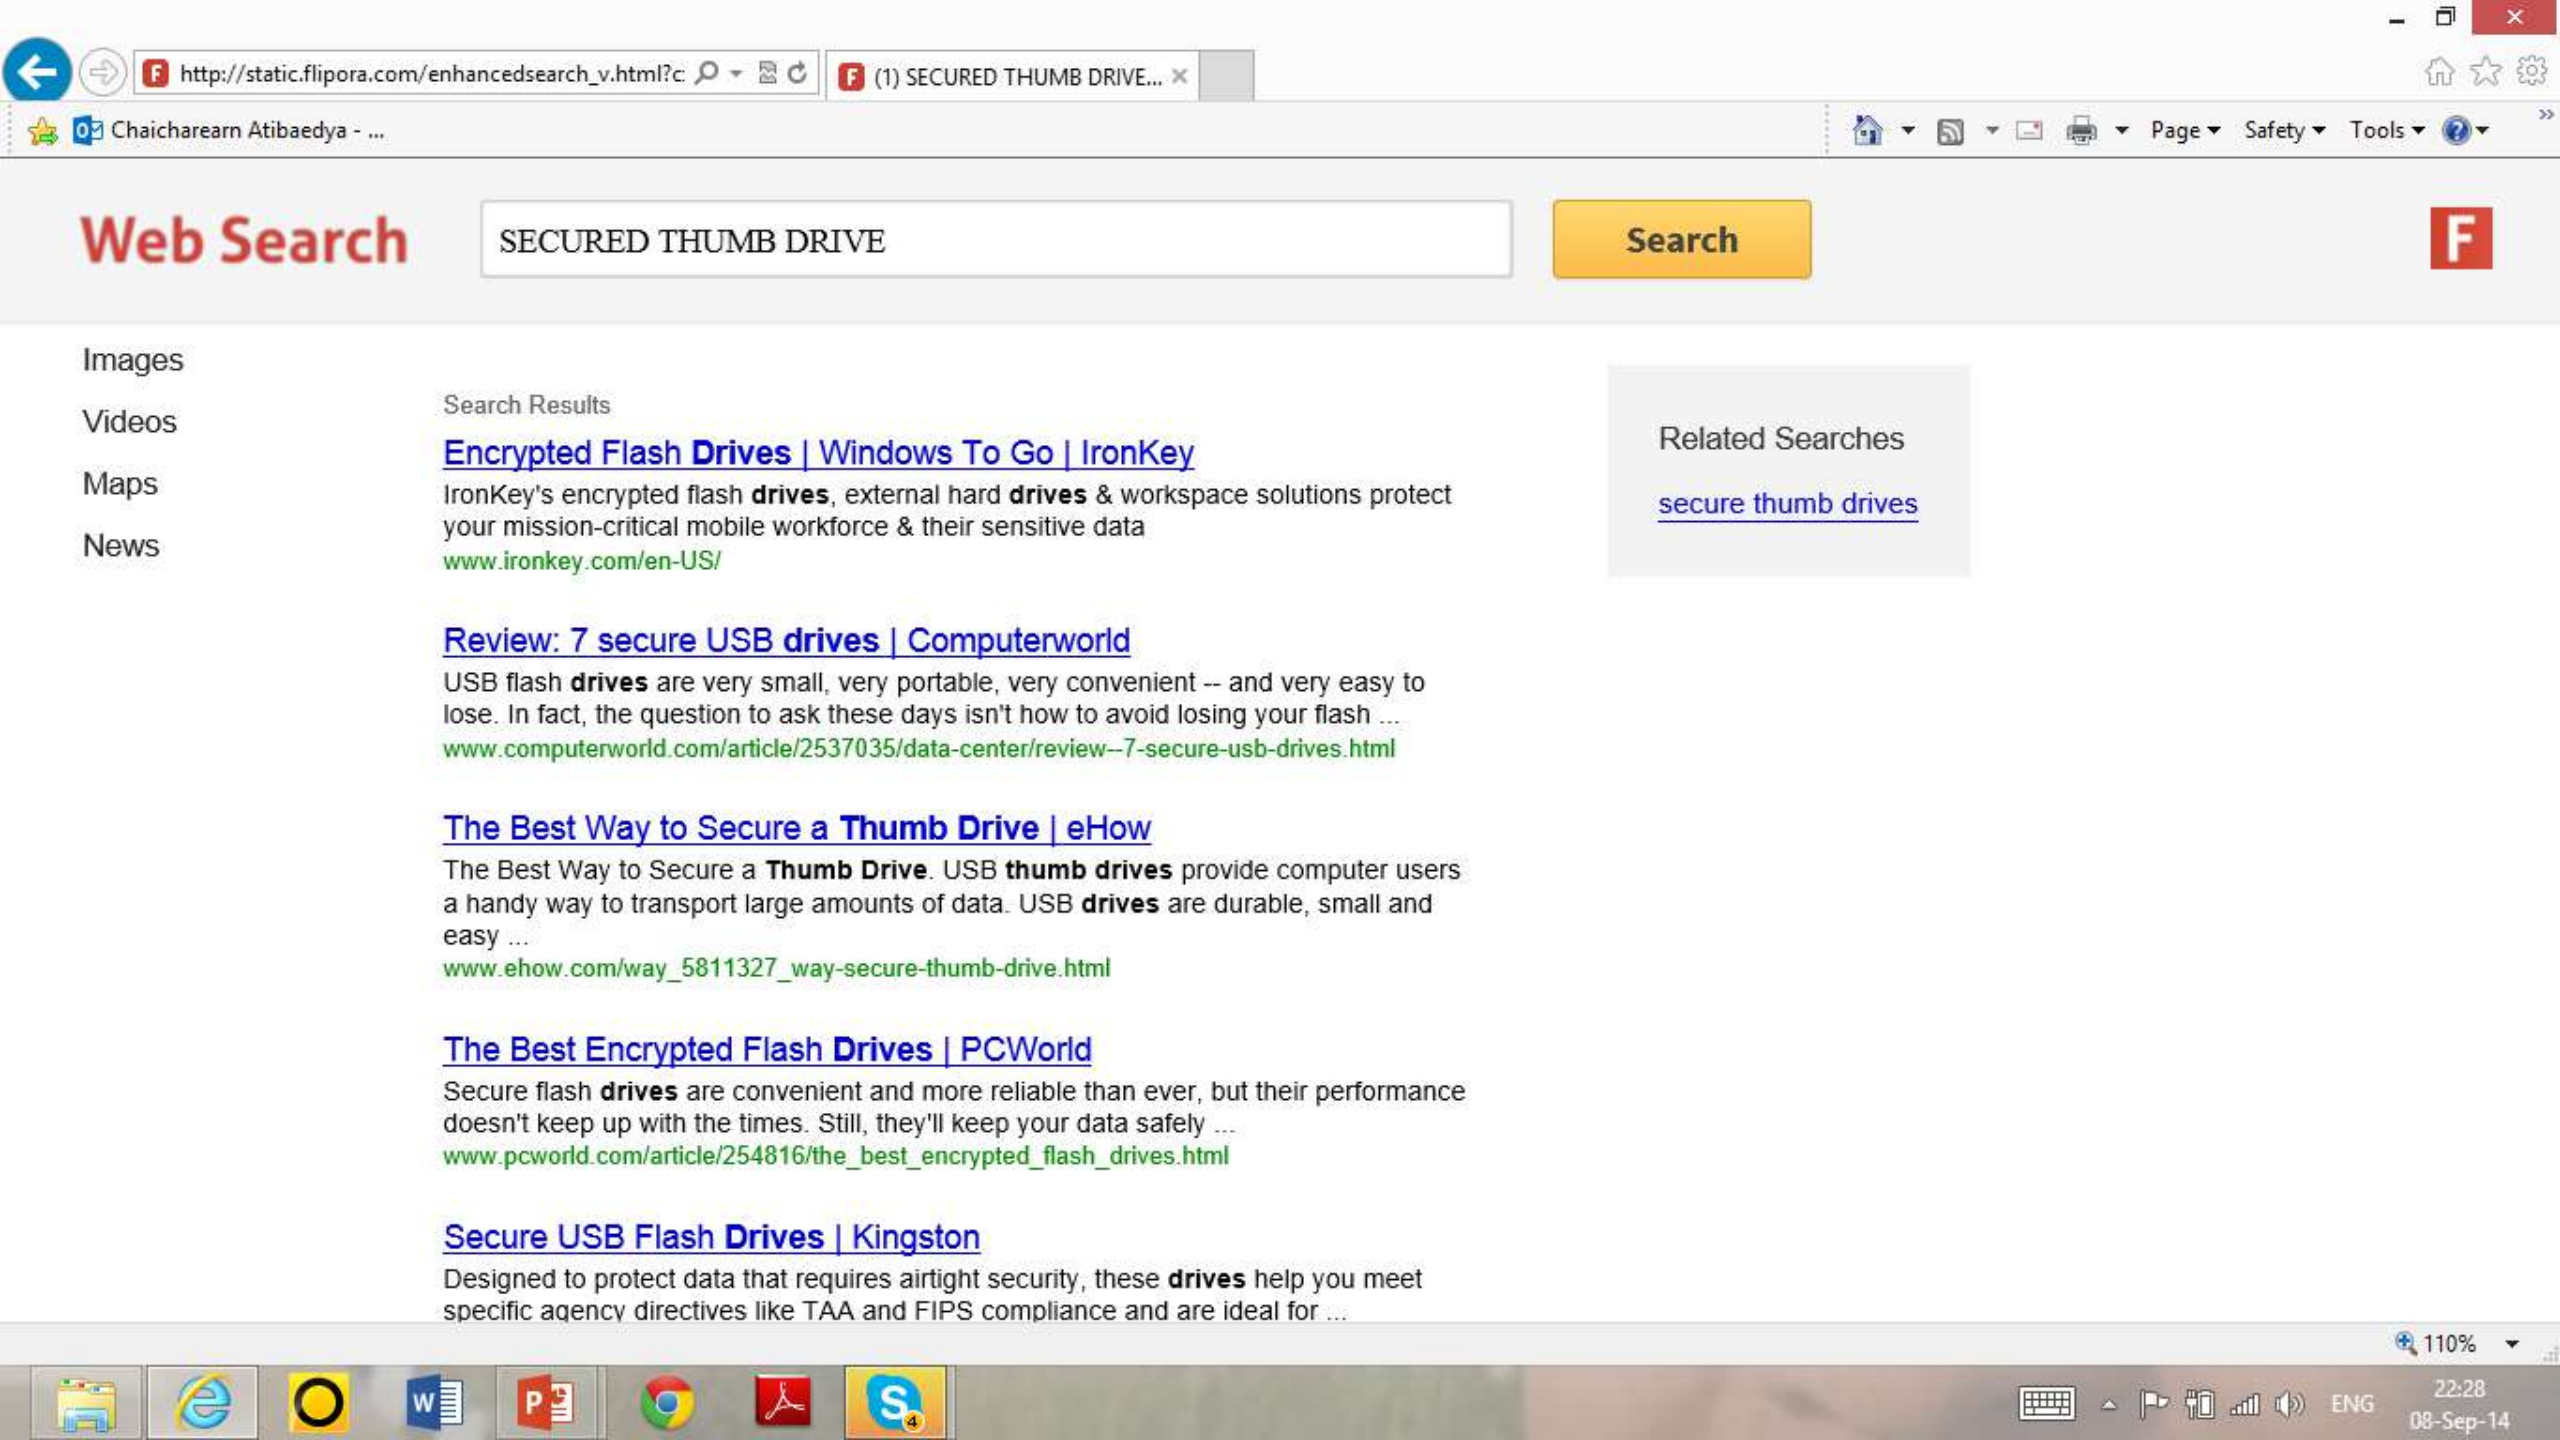 http://static.flipora.com/enhancedsearch_v.html?c:
F (1) SECURED THUMB DRIVE...
Chaicharearn Atibaedya - ...
Page Safety Tools
Web Search
SECURED THUMB DRIVE
Search
F
Images
Videos
Maps
News
Search Results
Encrypted Flash Drives | Windows To Go | IronKey
IronKey's encrypted flash drives, external hard drives & workspace solutions protect
your mission-critical mobile workforce & their sensitive data
www.ironkey.com/en-US/
Review: 7 secure USB drives | Computerworld
USB flash drives are very small, very portable, very convenient -- and very easy to
lose. In fact, the question to ask these days isn't how to avoid losing your flash ...
www.computerworld.com/article/2537035/data-center/review--7-secure-usb-drives.html
The Best Way to Secure a Thumb Drive | eHow
The Best Way to Secure a Thumb Drive. USB thumb drives provide computer users
a handy way to transport large amounts of data. USB drives are durable, small and
easy ...
www.ehow.com/way_5811327_way-secure-thumb-drive.html
The Best Encrypted Flash Drives | PCWorld
Secure flash drives are convenient and more reliable than ever, but their performance
doesn't keep up with the times. Still, they'll keep your data safely ...
www.pcworld.com/article/254816/the_best_encrypted_flash_drives.html
Secure USB Flash Drives | Kingston
Designed to protect data that requires airtight security, these drives help you meet
specific agency directives like TAA and FIPS compliance and are ideal for ...
Related Searches
secure thumb drives
110%
ENG
22:28
08-Sep-14